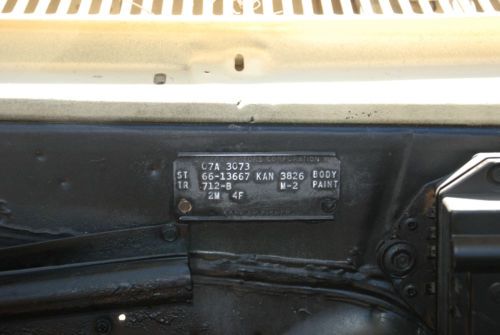 07A 3073
ST 66-13667 KAN 3826 BODY
TR 712-B M-2 PAINT
2M 4F